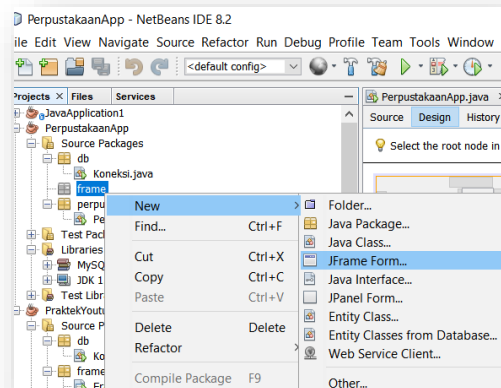 PerpustakaanApp - NetBeans IDE 8.2
ile Edit View Navigate Source Refactor Run Debug Profile Team Tools Window
<default config>
Projects × Files Services
PerpustakaanApp.java
JavaApplication1
Source Design History
PerpustakaanApp
Source Packages
Select the root node in
db
Koneksi.java
frame
perpu
Pe
Test Pack
Libraries
MySQ
JDK 1
Test Libr
PraktekYoutu
Source P
db
Ko
frame
Fr
New
Find... Ctrl+F
Cut Ctrl+X
Copy Ctrl+C
Paste Ctrl+V
Delete Delete
Refactor
Compile Package F9
Folder...
Java Package...
Java Class...
JFrame Form...
Java Interface...
JPanel Form...
Entity Class...
Entity Classes from Database...
Web Service Client...
Other...